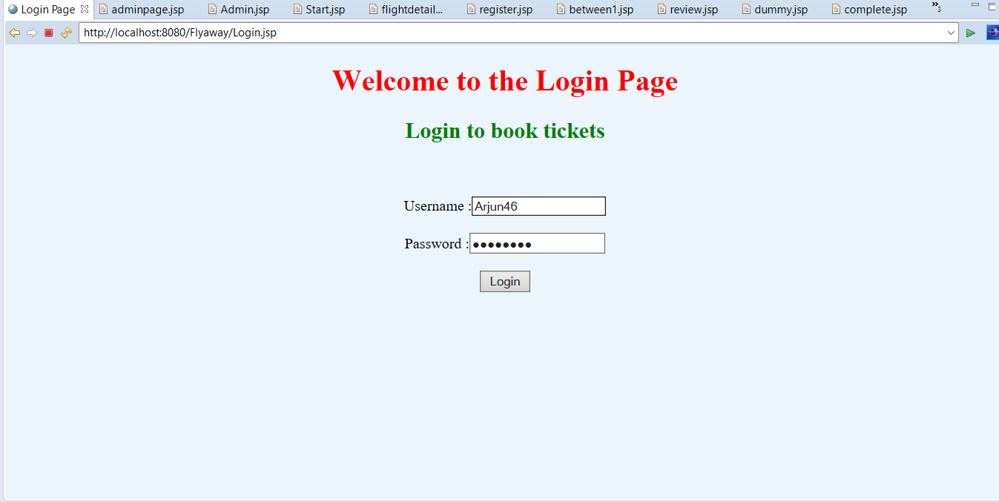 Login Page adminpage.jsp Admin.jsp Start.jsp flightdetail... register.jsp between1.jsp review.jsp dummy.jsp complete.jsp »3
http://localhost:8080/Flyaway/Login.jsp
Welcome to the Login Page
Login to book tickets
Username :Arjun46
Password :••••••••
Login